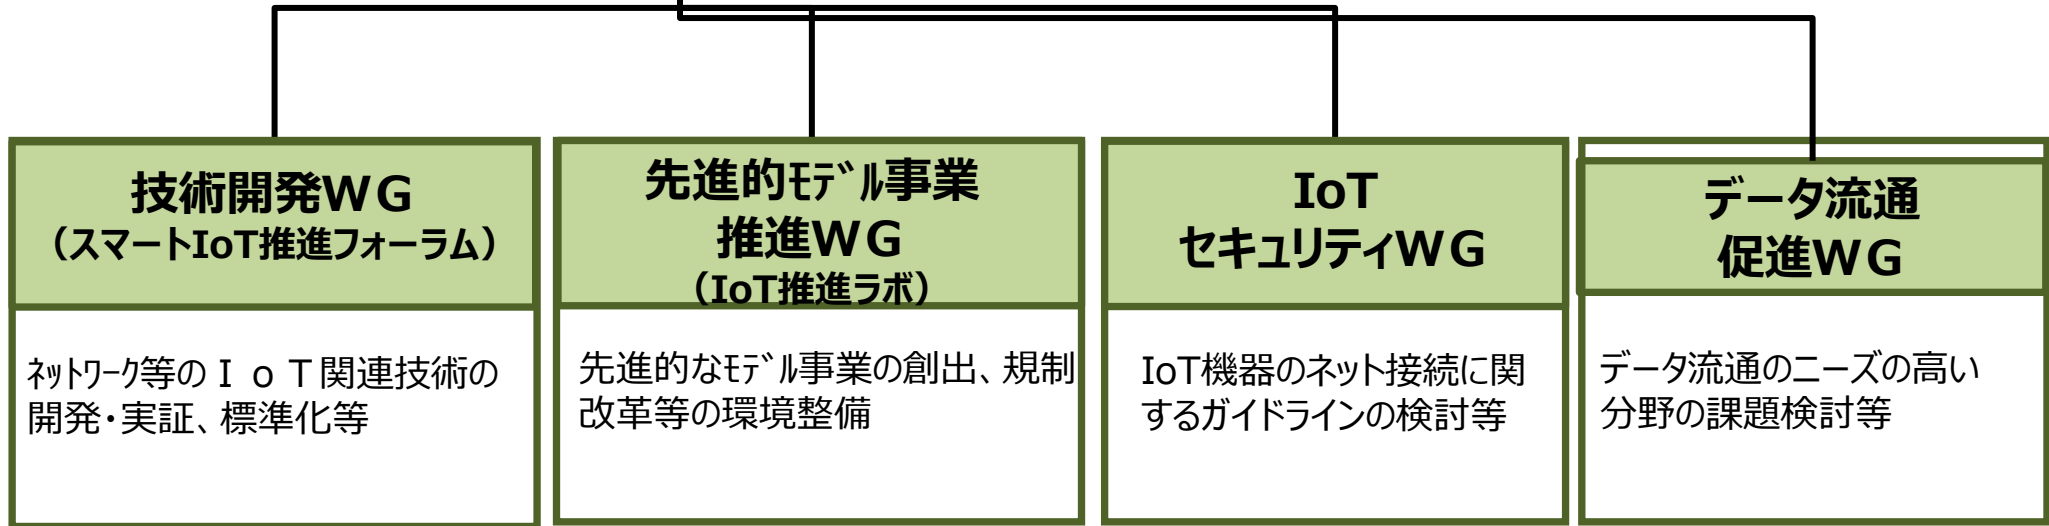 技術開発WG
（スマートIoT推進フォーラム）
ﾈｯﾄﾜｰｸ等のＩｏＴ関連技術の
開発・実証、標準化等
先進的ﾓﾃﾞﾙ事業
推進WG
（IoT推進ラボ）
先進的なﾓﾃﾞﾙ事業の創出、規制
改革等の環境整備
IoT
セキュリティWG
IoT機器のネット接続に関
するガイドラインの検討等
データ流通
促進WG
データ流通のニーズの高い
分野の課題検討等